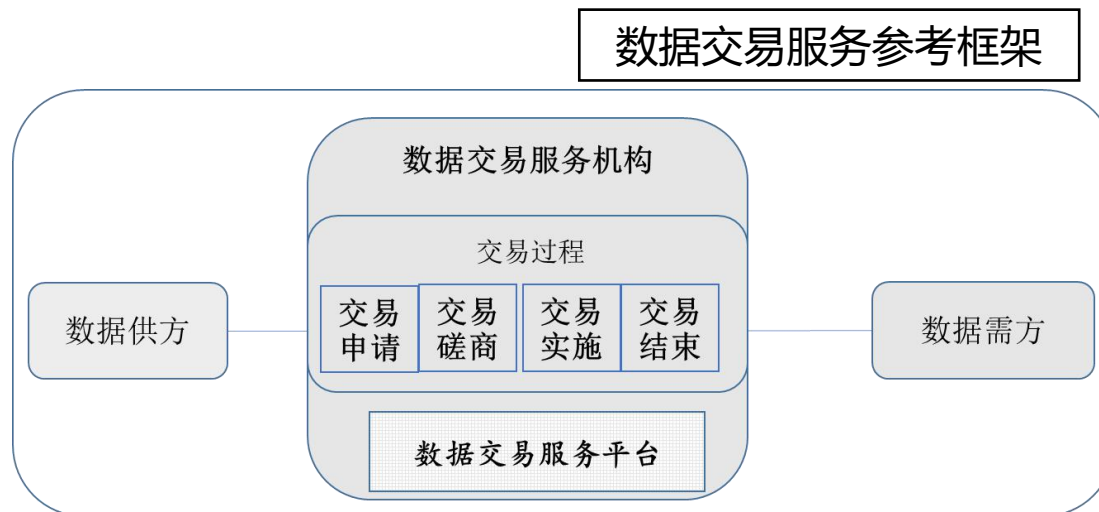 数据交易服务参考框架
数据交易服务机构
交易过程
数据供方
交易
申请
交易
磋商
交易
实施
交易
结束
数据需方
数据交易服务平台